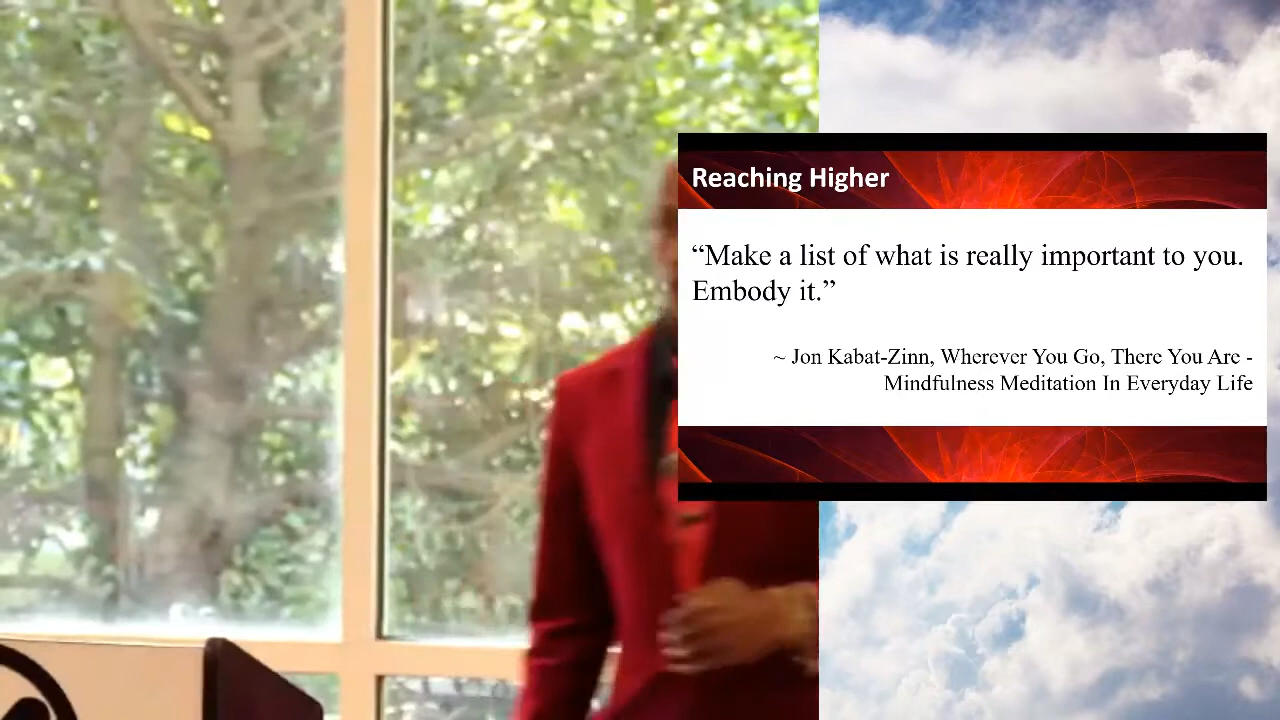 Reaching Higher
“Make a list of what is really important to you.
Embody it.”
~ Jon Kabat-Zinn, Wherever You Go, There You Are -
Mindfulness Meditation In Everyday Life